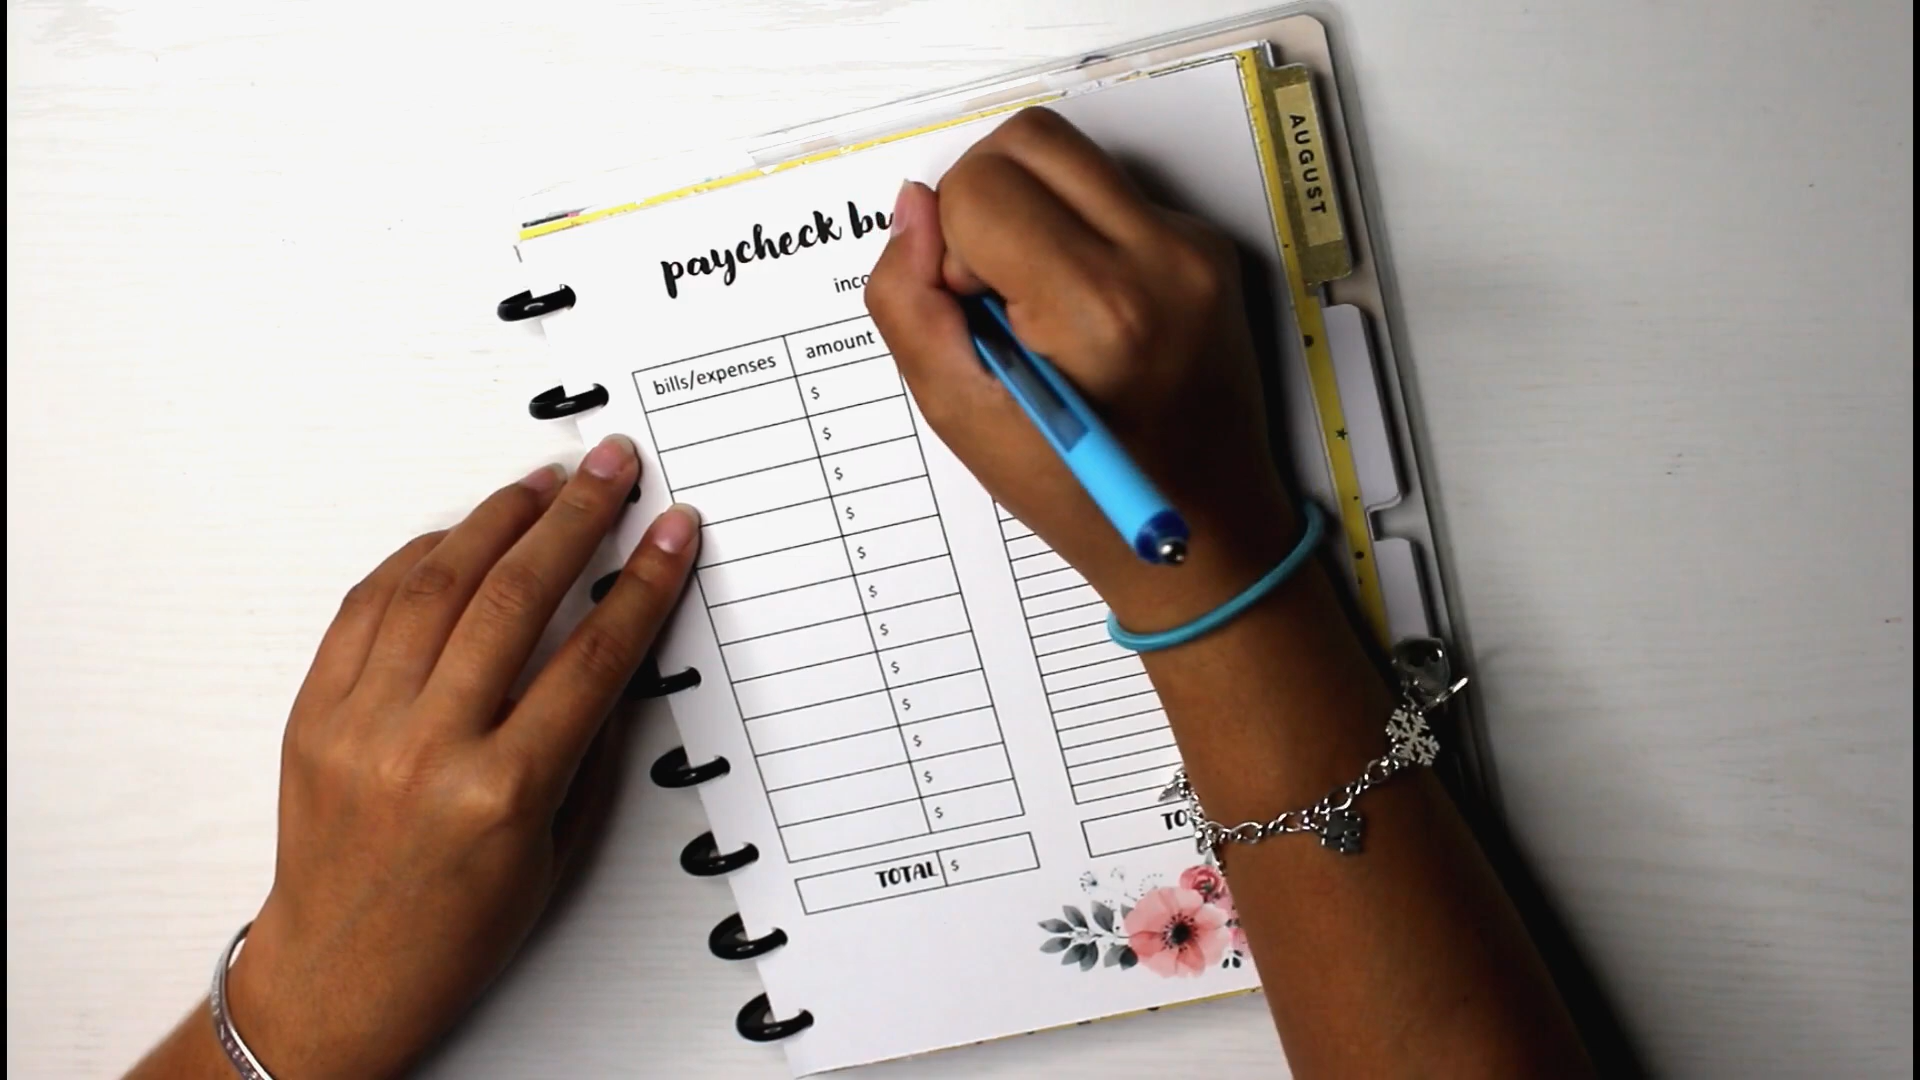 AUGUST
paycheck bu
inco
bills/expenses amount
$
$
$
$
$
$
$
$
$
$
$
$
TOTAL $
TO